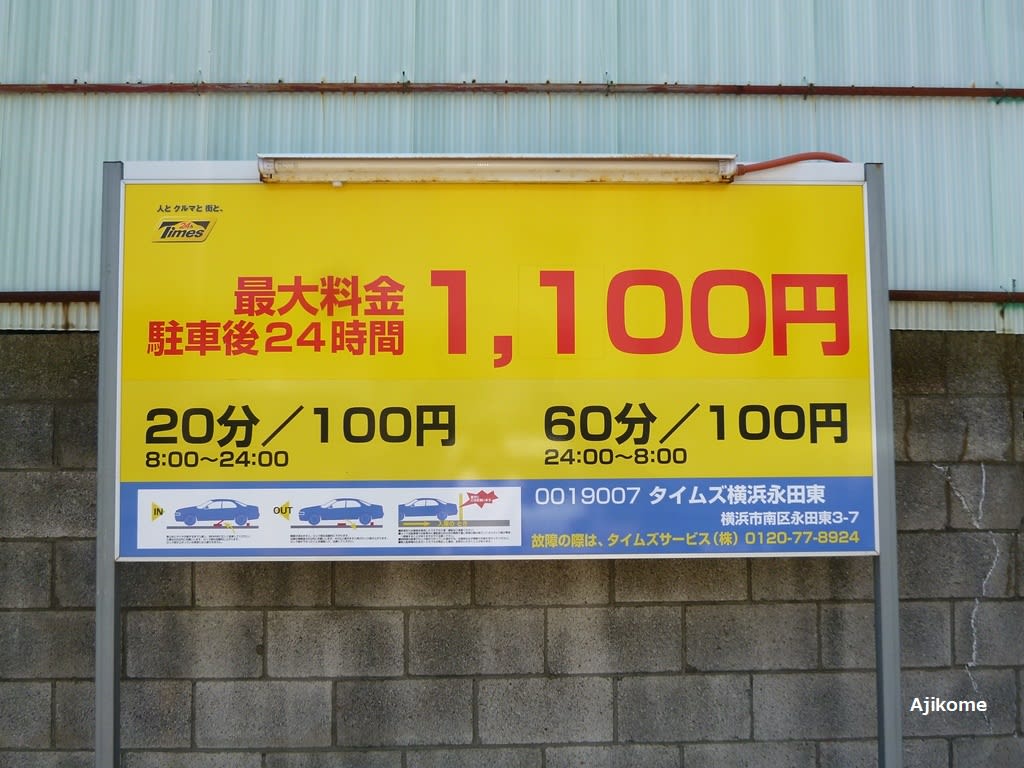 人と クルマと 街と、
24h
Times
最大料金
駐車後24時間
1,100円
20分／100円
8:00〜24:00
60分／100円
24:00〜8:00
IN
OUT
0019007 タイムズ横浜永田東
横浜市南区永田東3-7
故障の際は、タイムズサービス(株) 0120-77-8924
Ajikome